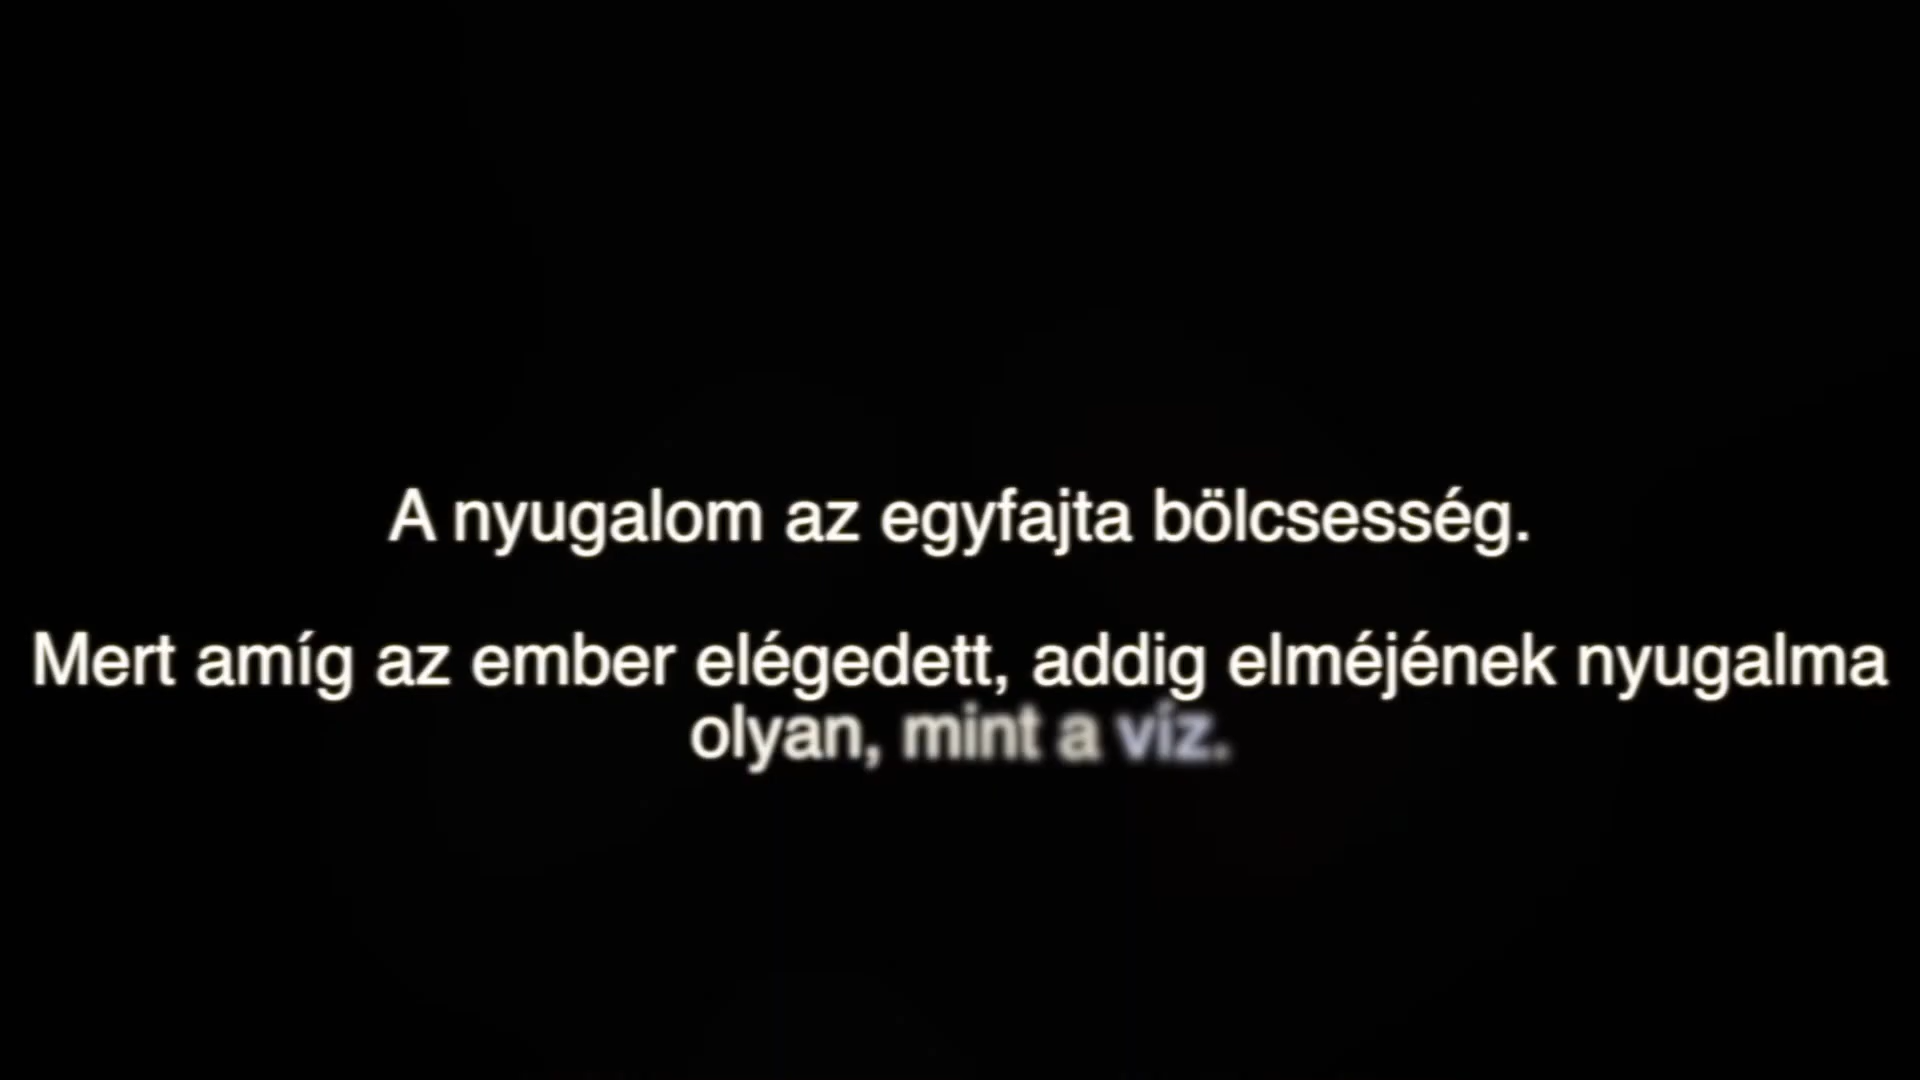 A nyugalom az egyfajta bölcsesség.
Mert amíg az ember elégedett, addig elméjének nyugalma
olyan, mint a víz.